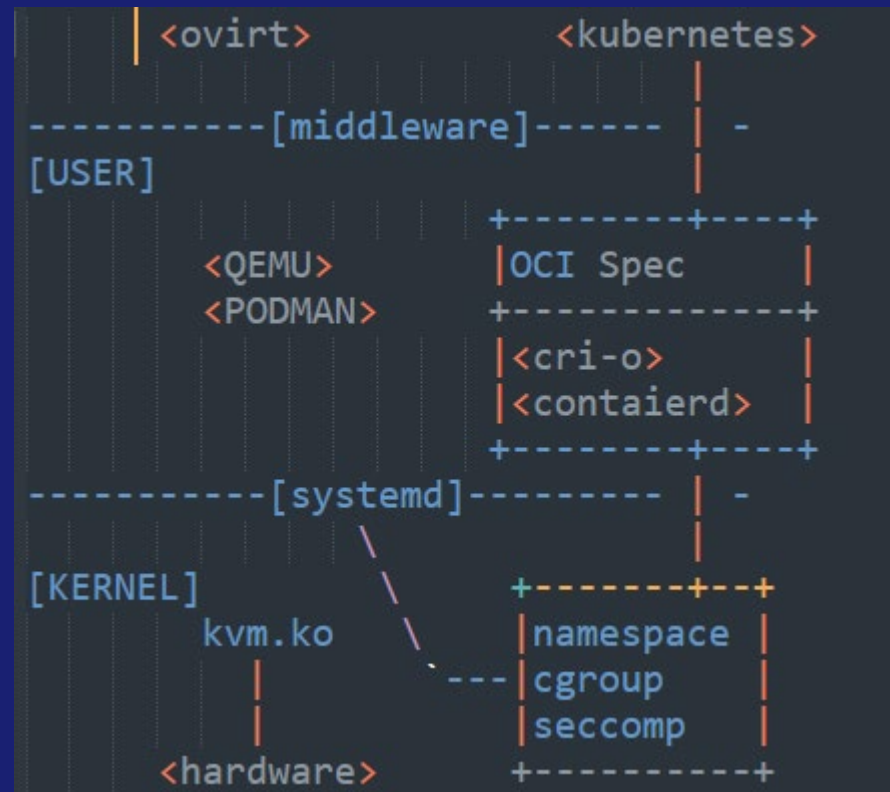 <ovirt> <kubernetes>
|
-----------[middleware]------ | -
[USER] |
+--------+----+
<QEMU> |OCI Spec |
<PODMAN> +-------------+
|<cri-o> |
|<contaierd> |
+--------+----+
-----------[systemd]--------- | -
\ |
[KERNEL] \ +-------+--+
kvm.ko \ |namespace |
| `---|cgroup |
| |seccomp |
<hardware> +----------+